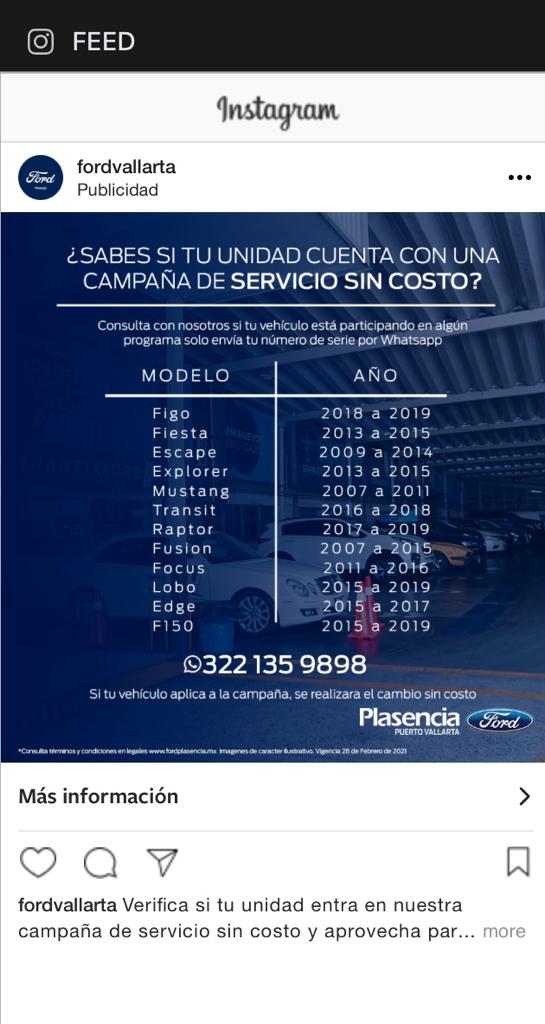 FEED
Instagram
Ford
fordvallarta
Publicidad
¿SABES SI TU UNIDAD CUENTA CON UNA
CAMPAÑA DE SERVICIO SIN COSTO?
Consulta con nosotros si tu vehículo está participando en algún
programa solo envía tu número de serie por Whatsapp
MODELO AÑO
Figo 2018 a 2019
Fiesta 2013 a 2015
Escape 2009 a 2014
Explorer 2013 a 2015
Mustang 2007 a 2011
Transit 2016 a 2018
Raptor 2017 a 2019
Fusion 2007 a 2015
Focus 2011 a 2016
Lobo 2015 a 2019
Edge 2015 a 2017
F150 2015 a 2019
322 135 9898
Si tu vehículo aplica a la campaña, se realizara el cambio sin costo
Plasencia Ford
PUERTO VALLARTA
*Consulta términos y condiciones en legales www.fordplasencia.mx Imagenes de caracter ilustrativo. Vigencia 28 de Febrero de 2021
Más información
fordvallarta Verifica si tu unidad entra en nuestra
campaña de servicio sin costo y aprovecha par... more